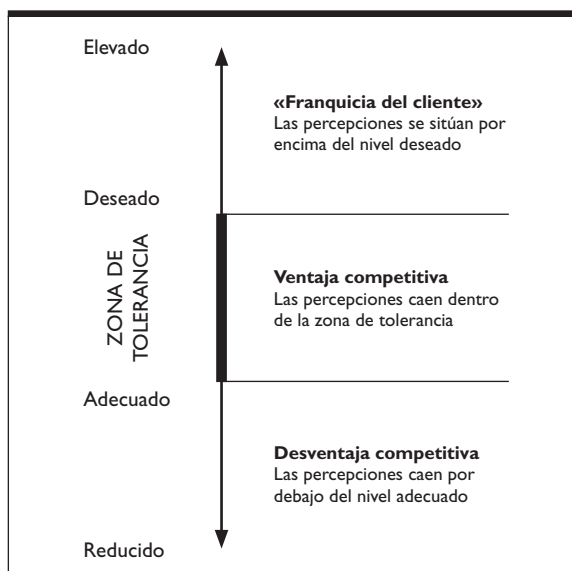 Elevado
«Franquicia del cliente»
Las percepciones se sitúan por
encima del nivel deseado
Deseado
ZONA DE
TOLERANCIA
Ventaja competitiva
Las percepciones caen dentro
de la zona de tolerancia
Adecuado
Desventaja competitiva
Las percepciones caen por
debajo del nivel adecuado
Reducido